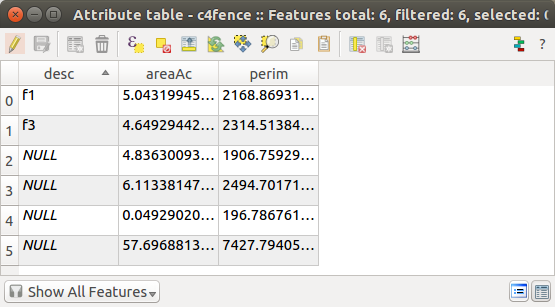 Attribute table - c4fence :: Features total: 6, filtered: 6, selected: 0
desc areaAc perim
0 f1 5.04319945... 2168.86931...
1 f3 4.64929442... 2314.51384...
2 NULL 4.83630093... 1906.75929...
3 NULL 6.11338147... 2494.70171...
4 NULL 0.04929020... 196.786761...
5 NULL 57.6968813... 7427.79405...
Show All Features